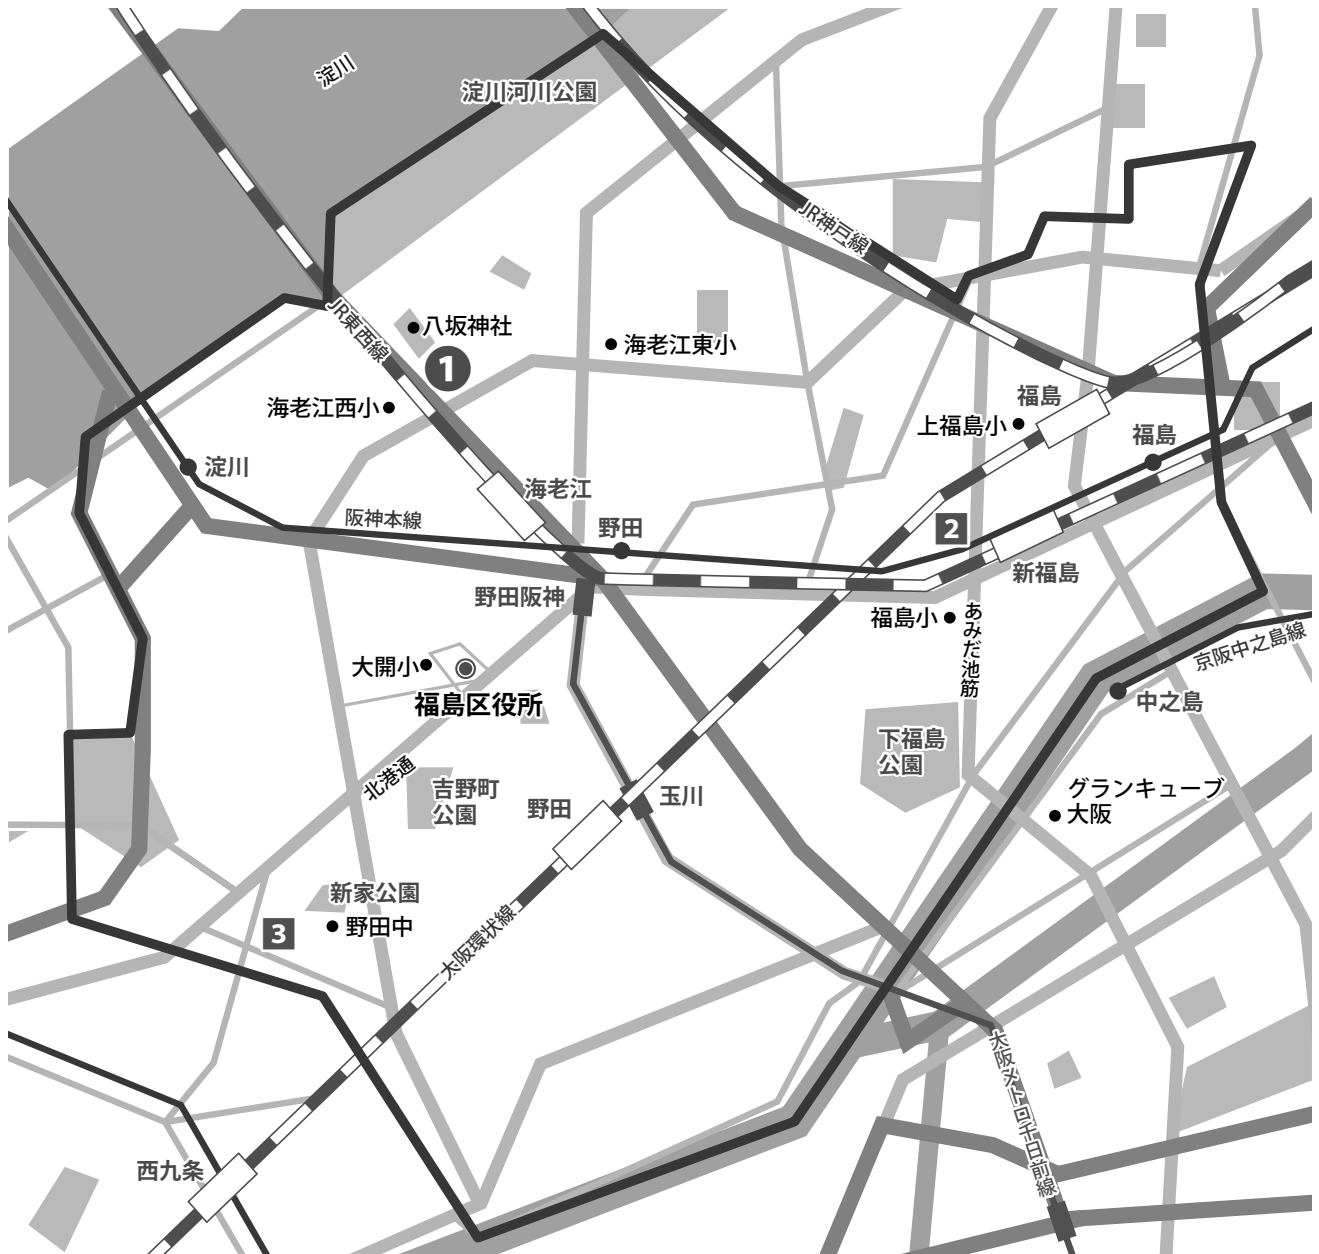 淀川
淀川河川公園
JR神戸線
JR東西線
八坂神社
1
海老江東小
海老江西小
福島
上福島小
福島
淀川
海老江
阪神本線
野田
2
新福島
野田阪神
福島小
あみだ池筋
京阪中之島線
大開小
福島区役所
中之島
下福島
公園
北港通
吉野町
公園
野田
玉川
グランキューブ
大阪
新家公園
野田中
3
大阪環状線
大阪メトロ千日前線
西九条